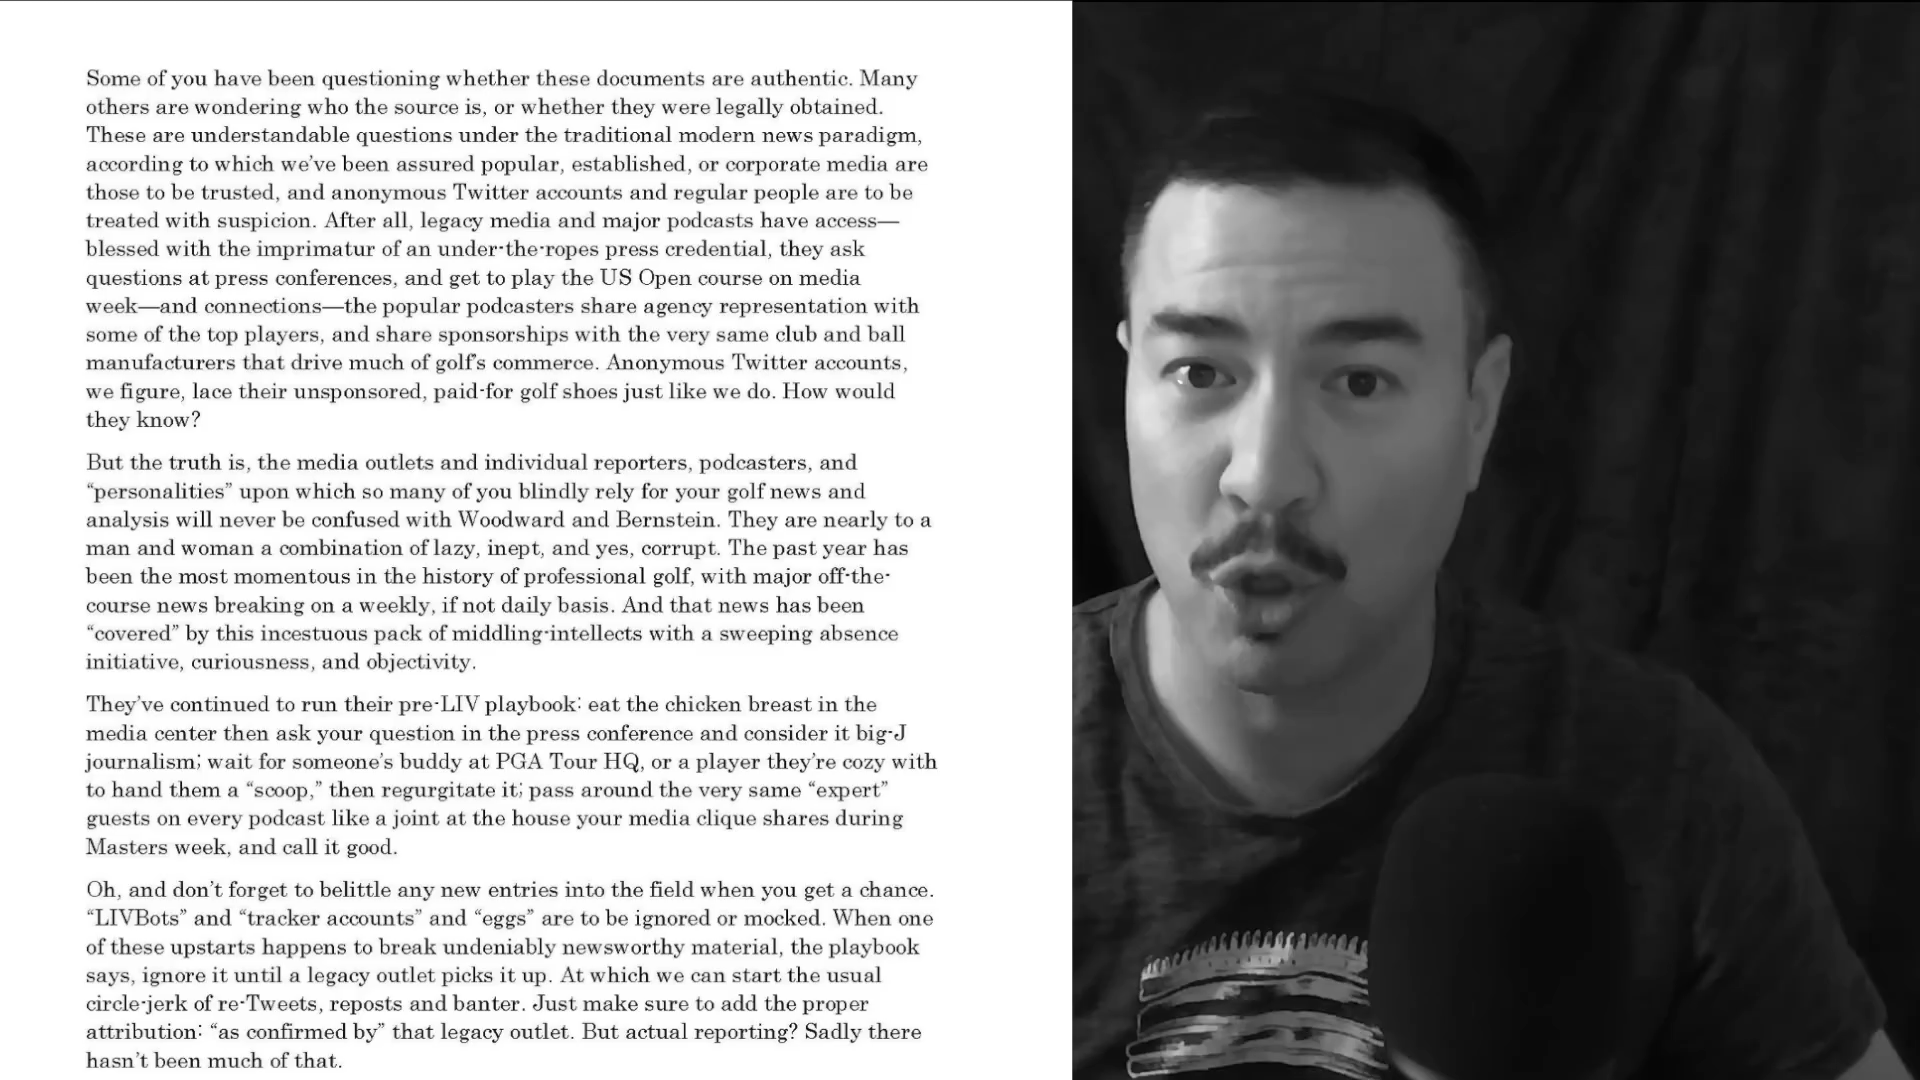 Some of you have been questioning whether these documents are authentic. Many
others are wondering who the source is, or whether they were legally obtained.
These are understandable questions under the traditional modern news paradigm,
according to which we’ve been assured popular, established, or corporate media are
those to be trusted, and anonymous Twitter accounts and regular people are to be
treated with suspicion. After all, legacy media and major podcasts have access—
blessed with the imprimatur of an under-the-ropes press credential, they ask
questions at press conferences, and get to play the US Open course on media
week—and connections—the popular podcasters share agency representation with
some of the top players, and share sponsorships with the very same club and ball
manufacturers that drive much of golf’s commerce. Anonymous Twitter accounts,
we figure, lace their unsponsored, paid-for golf shoes just like we do. How would
they know?
But the truth is, the media outlets and individual reporters, podcasters, and
“personalities” upon which so many of you blindly rely for your golf news and
analysis will never be confused with Woodward and Bernstein. They are nearly to a
man and woman a combination of lazy, inept, and yes, corrupt. The past year has
been the most momentous in the history of professional golf, with major off-the-
course news breaking on a weekly, if not daily basis. And that news has been
“covered” by this incestuous pack of middling-intellects with a sweeping absence
initiative, curiousness, and objectivity.
They’ve continued to run their pre-LIV playbook: eat the chicken breast in the
media center then ask your question in the press conference and consider it big-J
journalism; wait for someone’s buddy at PGA Tour HQ, or a player they’re cozy with
to hand them a “scoop,” then regurgitate it; pass around the very same “expert”
guests on every podcast like a joint at the house your media clique shares during
Masters week, and call it good.
Oh, and don’t forget to belittle any new entries into the field when you get a chance.
“LIVBots” and “tracker accounts” and “eggs” are to be ignored or mocked. When one
of these upstarts happens to break undeniably newsworthy material, the playbook
says, ignore it until a legacy outlet picks it up. At which we can start the usual
circle-jerk of re-Tweets, reposts and banter. Just make sure to add the proper
attribution: “as confirmed by” that legacy outlet. But actual reporting? Sadly there
hasn’t been much of that.